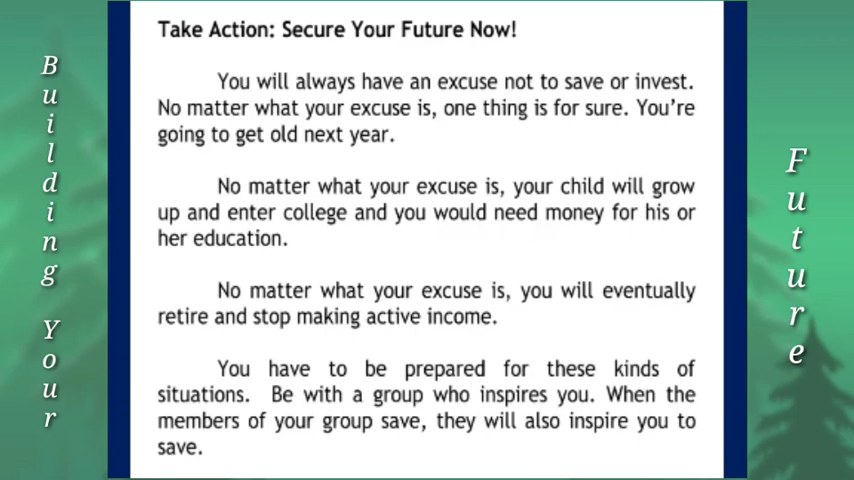 Building Your
Take Action: Secure Your Future Now!
You will always have an excuse not to save or invest.
No matter what your excuse is, one thing is for sure. You’re
going to get old next year.
No matter what your excuse is, your child will grow
up and enter college and you would need money for his or
her education.
No matter what your excuse is, you will eventually
retire and stop making active income.
You have to be prepared for these kinds of
situations. Be with a group who inspires you. When the
members of your group save, they will also inspire you to
save.
Future